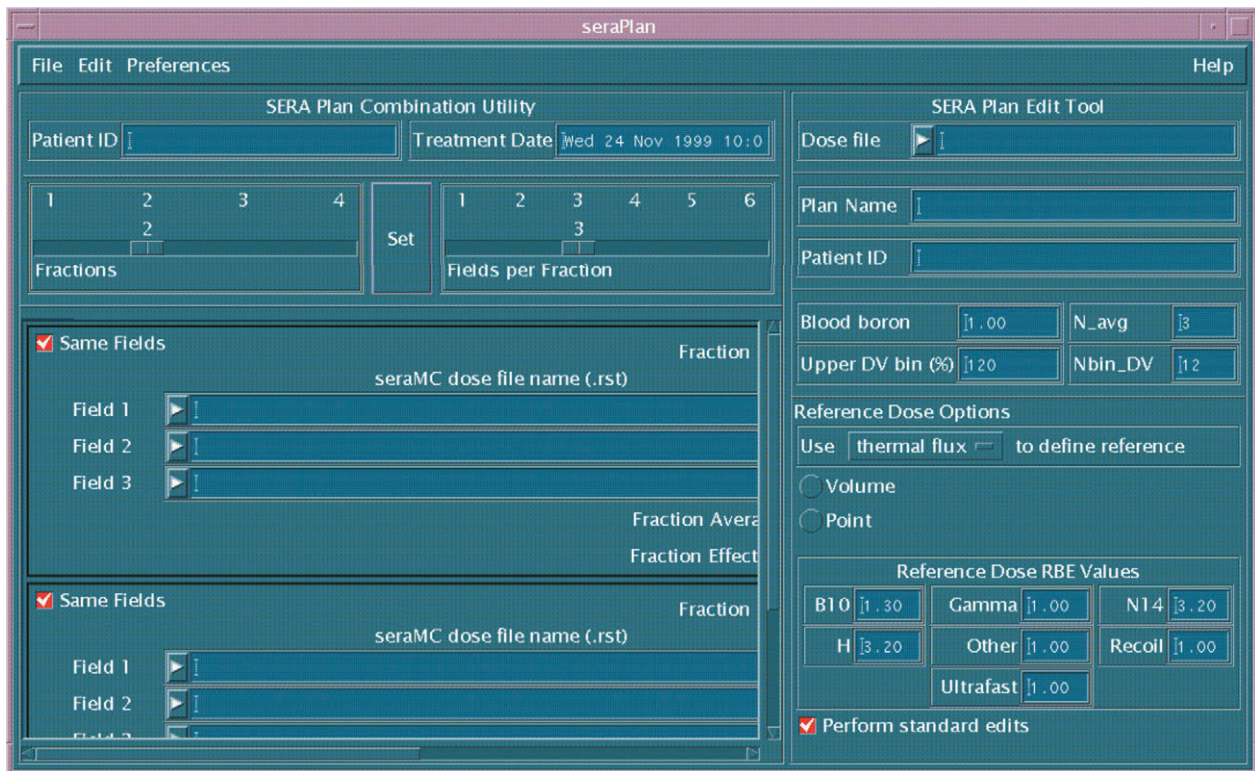 seraPlan
File Edit Preferences Help
SERA Plan Combination Utility
Patient ID
Treatment Date Wed 24 Nov 1999 10:0
1 2 3 4
2
Fractions
Set
1 2 3 4 5 6
3
Fields per Fraction
Same Fields
Fraction
seraMC dose file name (.rst)
Field 1
Field 2
Field 3
Fraction Avera
Fraction Effect
Same Fields
Fraction
seraMC dose file name (.rst)
Field 1
Field 2
Field 3
SERA Plan Edit Tool
Dose file
Plan Name
Patient ID
Blood boron 1.00 N_avg 3
Upper DV bin (%) 120 Nbin_DV 12
Reference Dose Options
Use thermal flux to define reference
Volume
Point
Reference Dose RBE Values
B10 1.30 Gamma 1.00 N14 3.20
H 3.20 Other 1.00 Recoil 1.00
Ultrafast 1.00
Perform standard edits